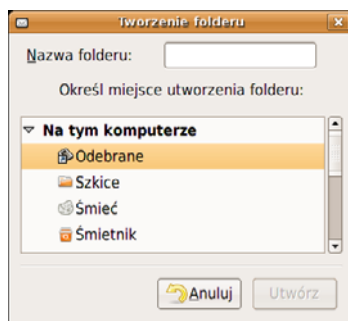 Tworzenie folderu
Nazwa folderu:
Określ miejsce utworzenia folderu:
Na tym komputerze
Odebrane
Szkice
Śmieć
Śmietnik
Anuluj Utwórz